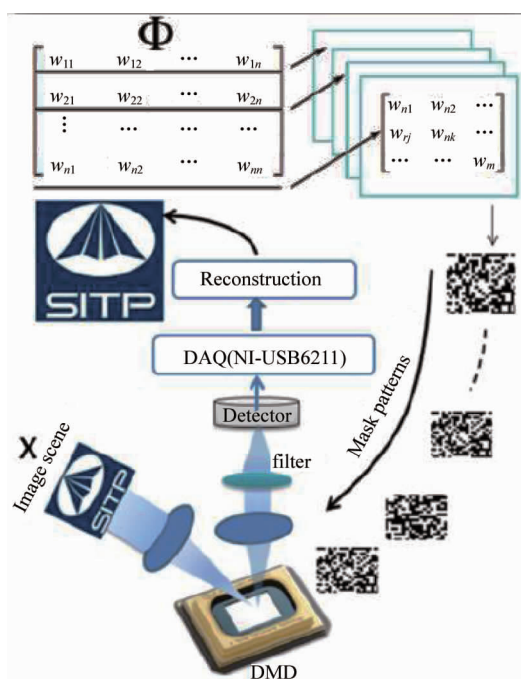 Φ
w11 w12 ... w1n
w21 w22 ... w2n
⋮ ... ... ...
wn1 wn2 ... wnn
wn1 wn2 ...
wrj wnk ...
... ... wm
SITP
Reconstruction
DAQ(NI-USB6211)
Detector
Mask patterns
filter
X
Image scene
SITP
DMD